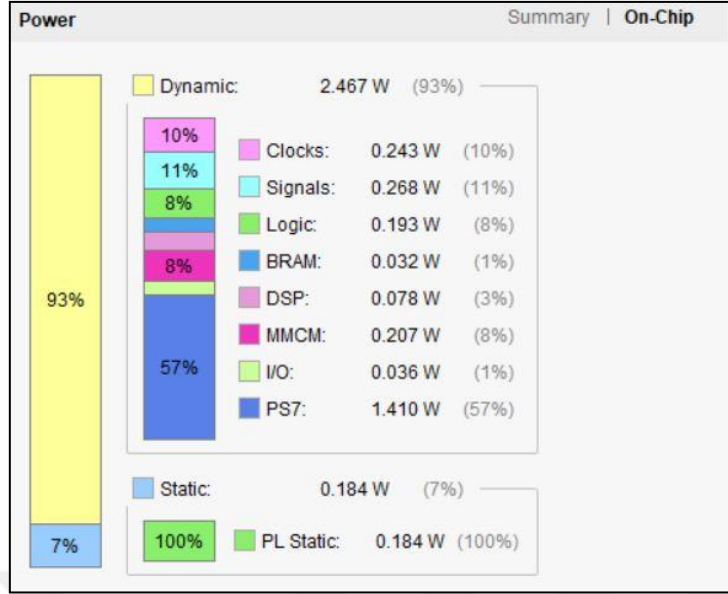 Power Summary | On-Chip
93%
7%
Dynamic: 2.467 W (93%)
10%
11%
8%
8%
57%
Clocks: 0.243 W (10%)
Signals: 0.268 W (11%)
Logic: 0.193 W (8%)
BRAM: 0.032 W (1%)
DSP: 0.078 W (3%)
MMCM: 0.207 W (8%)
I/O: 0.036 W (1%)
PS7: 1.410 W (57%)
Static: 0.184 W (7%)
100%
PL Static: 0.184 W (100%)